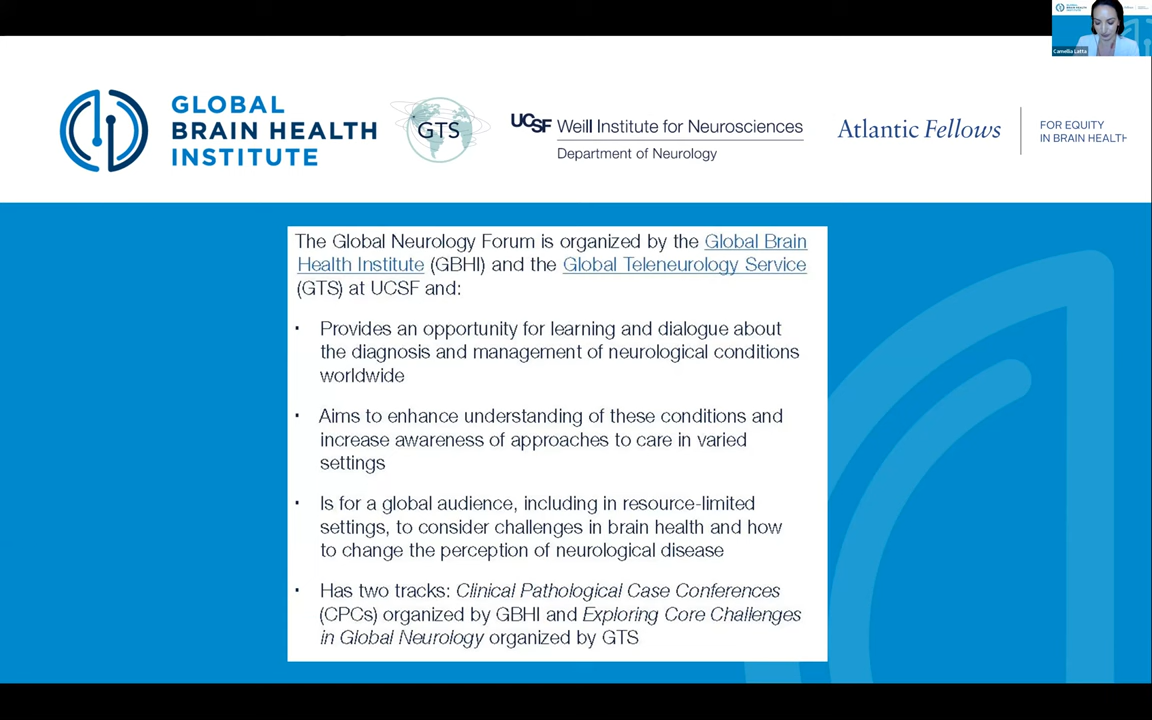 GLOBAL
BRAIN HEALTH
INSTITUTE
GTS
UCSF Weill Institute for Neurosciences
Department of Neurology
Atlantic Fellows
FOR EQUITY
IN BRAIN HEALTH
Camellia Latta
The Global Neurology Forum is organized by the Global Brain
Health Institute (GBHI) and the Global Teleneurology Service
(GTS) at UCSF and:
· Provides an opportunity for learning and dialogue about
the diagnosis and management of neurological conditions
worldwide
· Aims to enhance understanding of these conditions and
increase awareness of approaches to care in varied
settings
· Is for a global audience, including in resource-limited
settings, to consider challenges in brain health and how
to change the perception of neurological disease
· Has two tracks: Clinical Pathological Case Conferences
(CPCs) organized by GBHI and Exploring Core Challenges
in Global Neurology organized by GTS